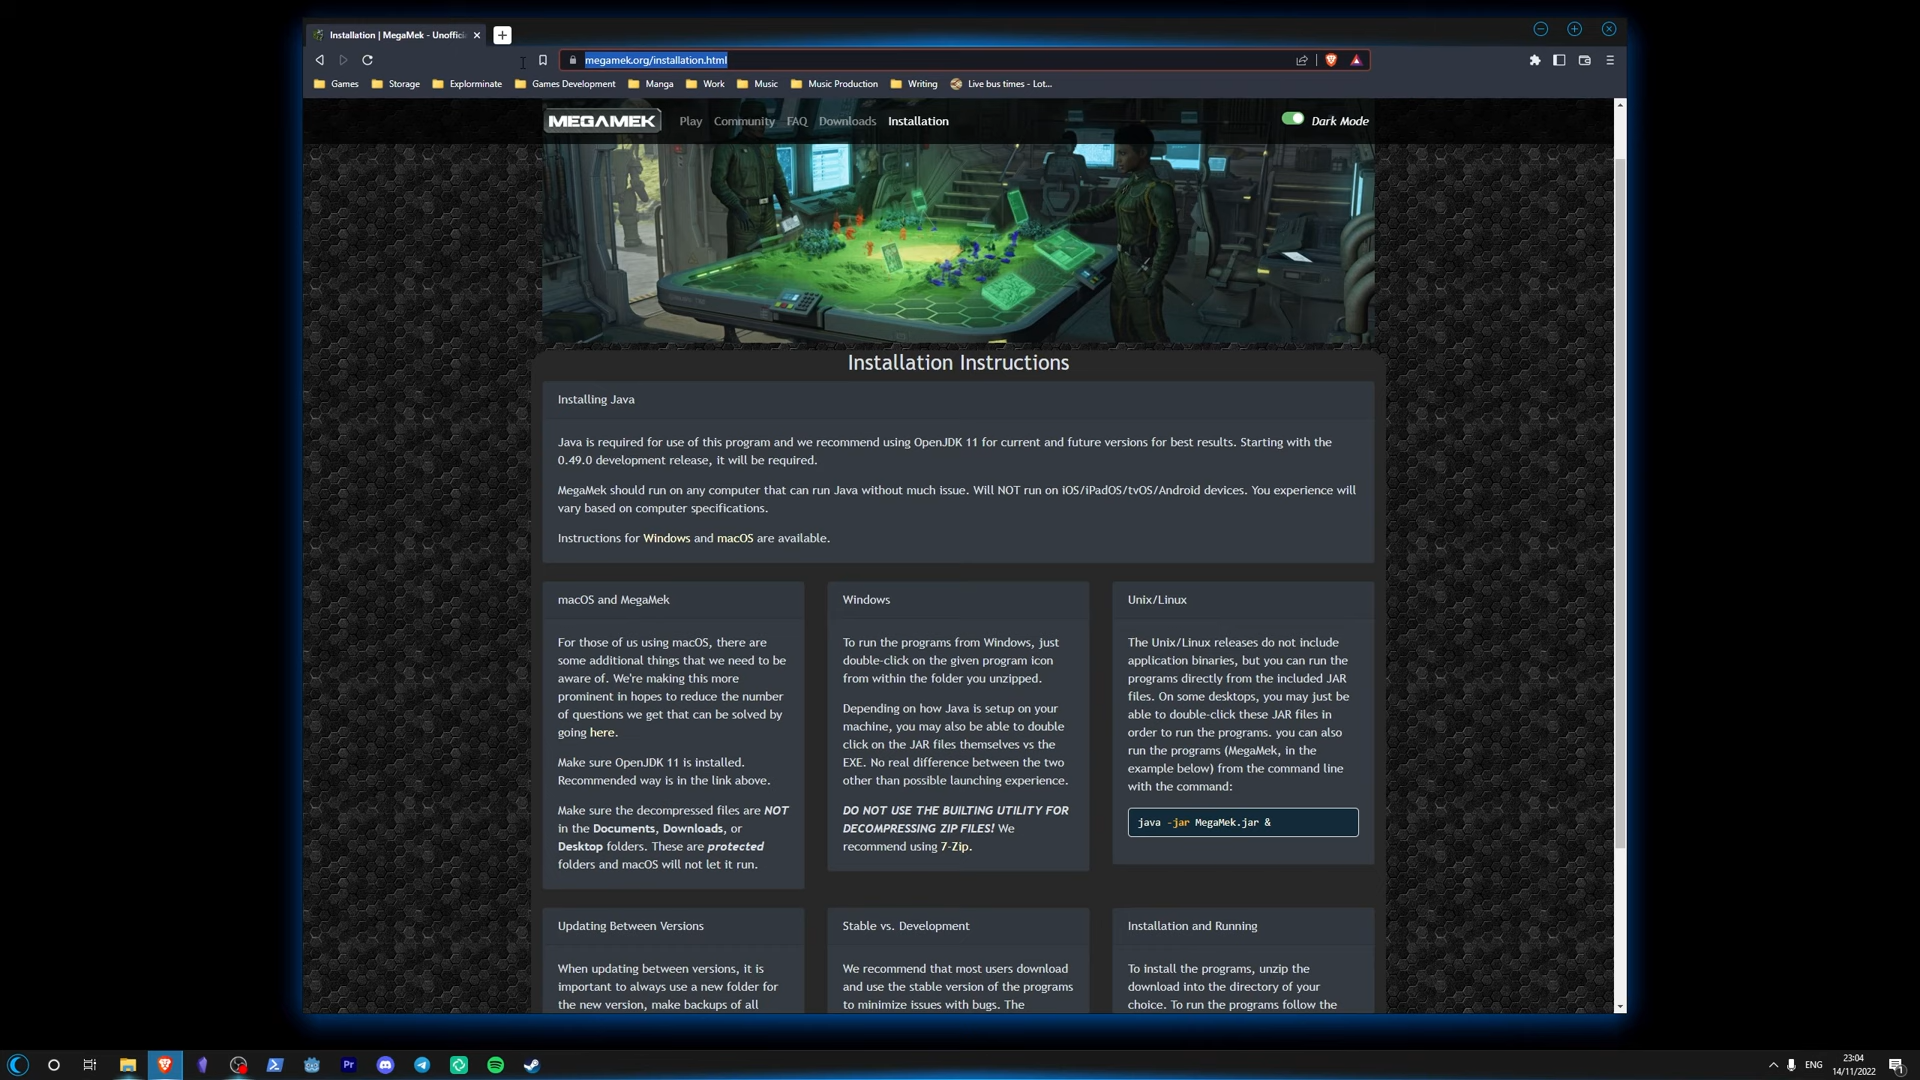 Installation | MegaMek - Unoffici
megamek.org/installation.html
Games Storage Explorminate Games Development Manga Work Music Music Production Writing Live bus times - Lot...
MEGAMEK Play Community FAQ Downloads Installation Dark Mode
Installation Instructions
Installing Java
Java is required for use of this program and we recommend using OpenJDK 11 for current and future versions for best results. Starting with the
0.49.0 development release, it will be required.
MegaMek should run on any computer that can run Java without much issue. Will NOT run on iOS/iPadOS/tvOS/Android devices. You experience will
vary based on computer specifications.
Instructions for Windows and macOS are available.
macOS and MegaMek
For those of us using macOS, there are
some additional things that we need to be
aware of. We're making this more
prominent in hopes to reduce the number
of questions we get that can be solved by
going here.
Make sure OpenJDK 11 is installed.
Recommended way is in the link above.
Make sure the decompressed files are NOT
in the Documents, Downloads, or
Desktop folders. These are protected
folders and macOS will not let it run.
Windows
To run the programs from Windows, just
double-click on the given program icon
from within the folder you unzipped.
Depending on how Java is setup on your
machine, you may also be able to double
click on the JAR files themselves vs the
EXE. No real difference between the two
other than possible launching experience.
DO NOT USE THE BUILTING UTILITY FOR
DECOMPRESSING ZIP FILES! We
recommend using 7-Zip.
Unix/Linux
The Unix/Linux releases do not include
application binaries, but you can run the
programs directly from the included JAR
files. On some desktops, you may just be
able to double-click these JAR files in
order to run the programs. you can also
run the programs (MegaMek, in the
example below) from the command line
with the command:
java -jar MegaMek.jar &
Updating Between Versions
When updating between versions, it is
important to always use a new folder for
the new version, make backups of all
Stable vs. Development
We recommend that most users download
and use the stable version of the programs
to minimize issues with bugs. The
Installation and Running
To install the programs, unzip the
download into the directory of your
choice. To run the programs follow the
Pr
ENG
23:04
14/11/2022